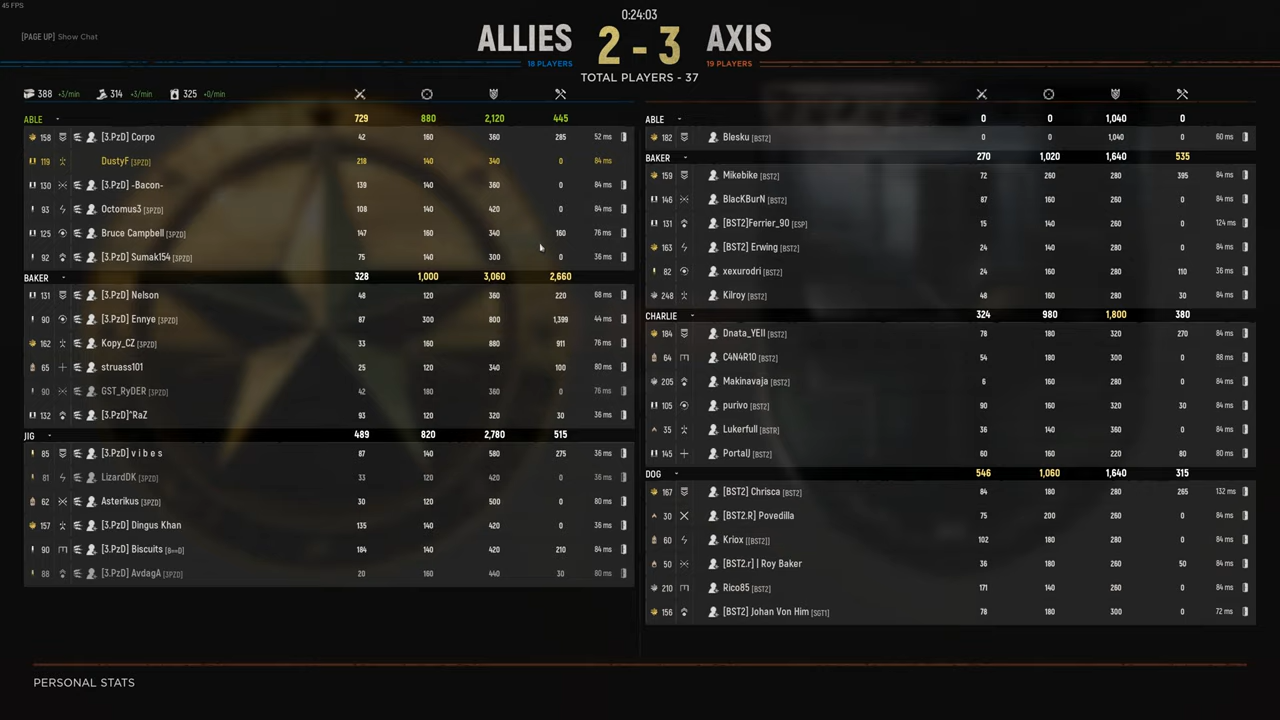 45 FPS
0:24:03
[PAGE UP] Show Chat
ALLIES 2 - 3 AXIS
18 PLAYERS 19 PLAYERS
TOTAL PLAYERS - 37
388 +3/min 314 +3/min 325 +0/min
ABLE 729 880 2,120 445
158 [3.PzD] Corpo 42 160 360 285 52 ms
119 DustyF [3PZD] 218 140 340 0 84 ms
130 [3.PzD] -Bacon- 139 140 360 0 84 ms
93 Octomus3 [3PZD] 108 140 420 0 84 ms
125 Bruce Campbell [3PZD] 147 160 340 160 76 ms
92 [3.PzD] Sumak154 [3PZD] 75 140 300 0 36 ms
BAKER 328 1,000 3,060 2,660
131 [3.PzD] Nelson 48 120 360 220 68 ms
90 [3.PzD] Ennye [3PZD] 87 300 800 1,399 44 ms
162 Kopy_CZ [3PZD] 33 160 880 911 76 ms
65 struass101 25 120 340 100 80 ms
90 GST_RyDER [3PZD] 42 180 360 0 76 ms
132 [3.PzD]*RaZ 93 120 320 30 36 ms
JIG 489 820 2,780 515
85 [3.PzD] v i b e s 87 140 580 275 36 ms
81 LizardDK [3PZD] 33 120 420 0 36 ms
62 Asterikus [3PZD] 30 120 500 0 80 ms
157 [3.PzD] Dingus Khan 135 140 420 0 36 ms
90 [3.PzD] Biscuits [B==D] 184 140 420 210 84 ms
88 [3.PzD] AvdagA [3PZD] 20 160 440 30 80 ms
ABLE 0 0 1,040 0
182 Blesku [BST2] 0 0 1,040 0 60 ms
BAKER 270 1,020 1,640 535
159 Mikebike [BST2] 72 260 280 395 84 ms
146 BlacKBurN [BST2] 87 160 260 0 84 ms
131 [BST2]Ferrier_90 [ESP] 15 140 260 0 124 ms
163 [BST2] Erwing [BST2] 24 140 280 0 84 ms
82 xexurodri [BST2] 24 160 280 110 36 ms
248 Kilroy [BST2] 48 160 280 30 84 ms
CHARLIE 324 980 1,800 380
184 Dnata_YEII [BST2] 78 180 320 270 84 ms
64 C4N4R10 [BST2] 54 180 300 0 88 ms
205 Makinavaja [BST2] 6 160 280 0 84 ms
105 purivo [BST2] 90 160 320 30 84 ms
35 Lukerfull [BSTR] 36 140 360 0 84 ms
145 PortalJ [BST2] 60 160 220 80 84 ms
DOG 546 1,060 1,640 315
167 [BST2] Chrisca [BST2] 84 180 280 265 132 ms
30 [BST2.R] Povedilla 75 200 260 0 84 ms
60 Kriox [[BST2]] 102 180 280 0 84 ms
50 [BST2.r] | Roy Baker 36 180 260 50 84 ms
210 Rico85 [BST2] 171 140 260 0 84 ms
156 [BST2] Johan Von Him [SGT1] 78 180 300 0 72 ms
PERSONAL STATS